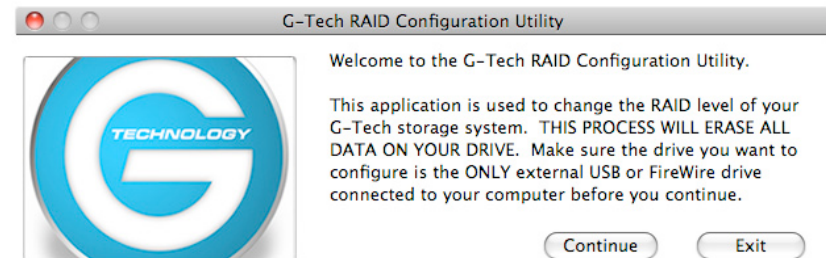 G-Tech RAID Configuration Utility
TECHNOLOGY
Welcome to the G-Tech RAID Configuration Utility.
This application is used to change the RAID level of your
G-Tech storage system. THIS PROCESS WILL ERASE ALL
DATA ON YOUR DRIVE. Make sure the drive you want to
configure is the ONLY external USB or FireWire drive
connected to your computer before you continue.
Continue
Exit